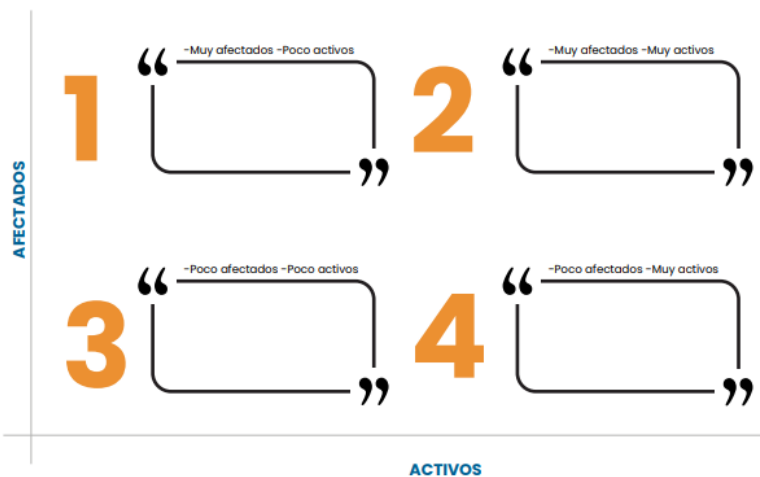 -Muy afectados -Poco activos
1
“
”
-Muy afectados -Muy activos
2
“
”
AFECTADOS
-Poco afectados -Poco activos
3
“
”
-Poco afectados -Muy activos
4
“
”
ACTIVOS